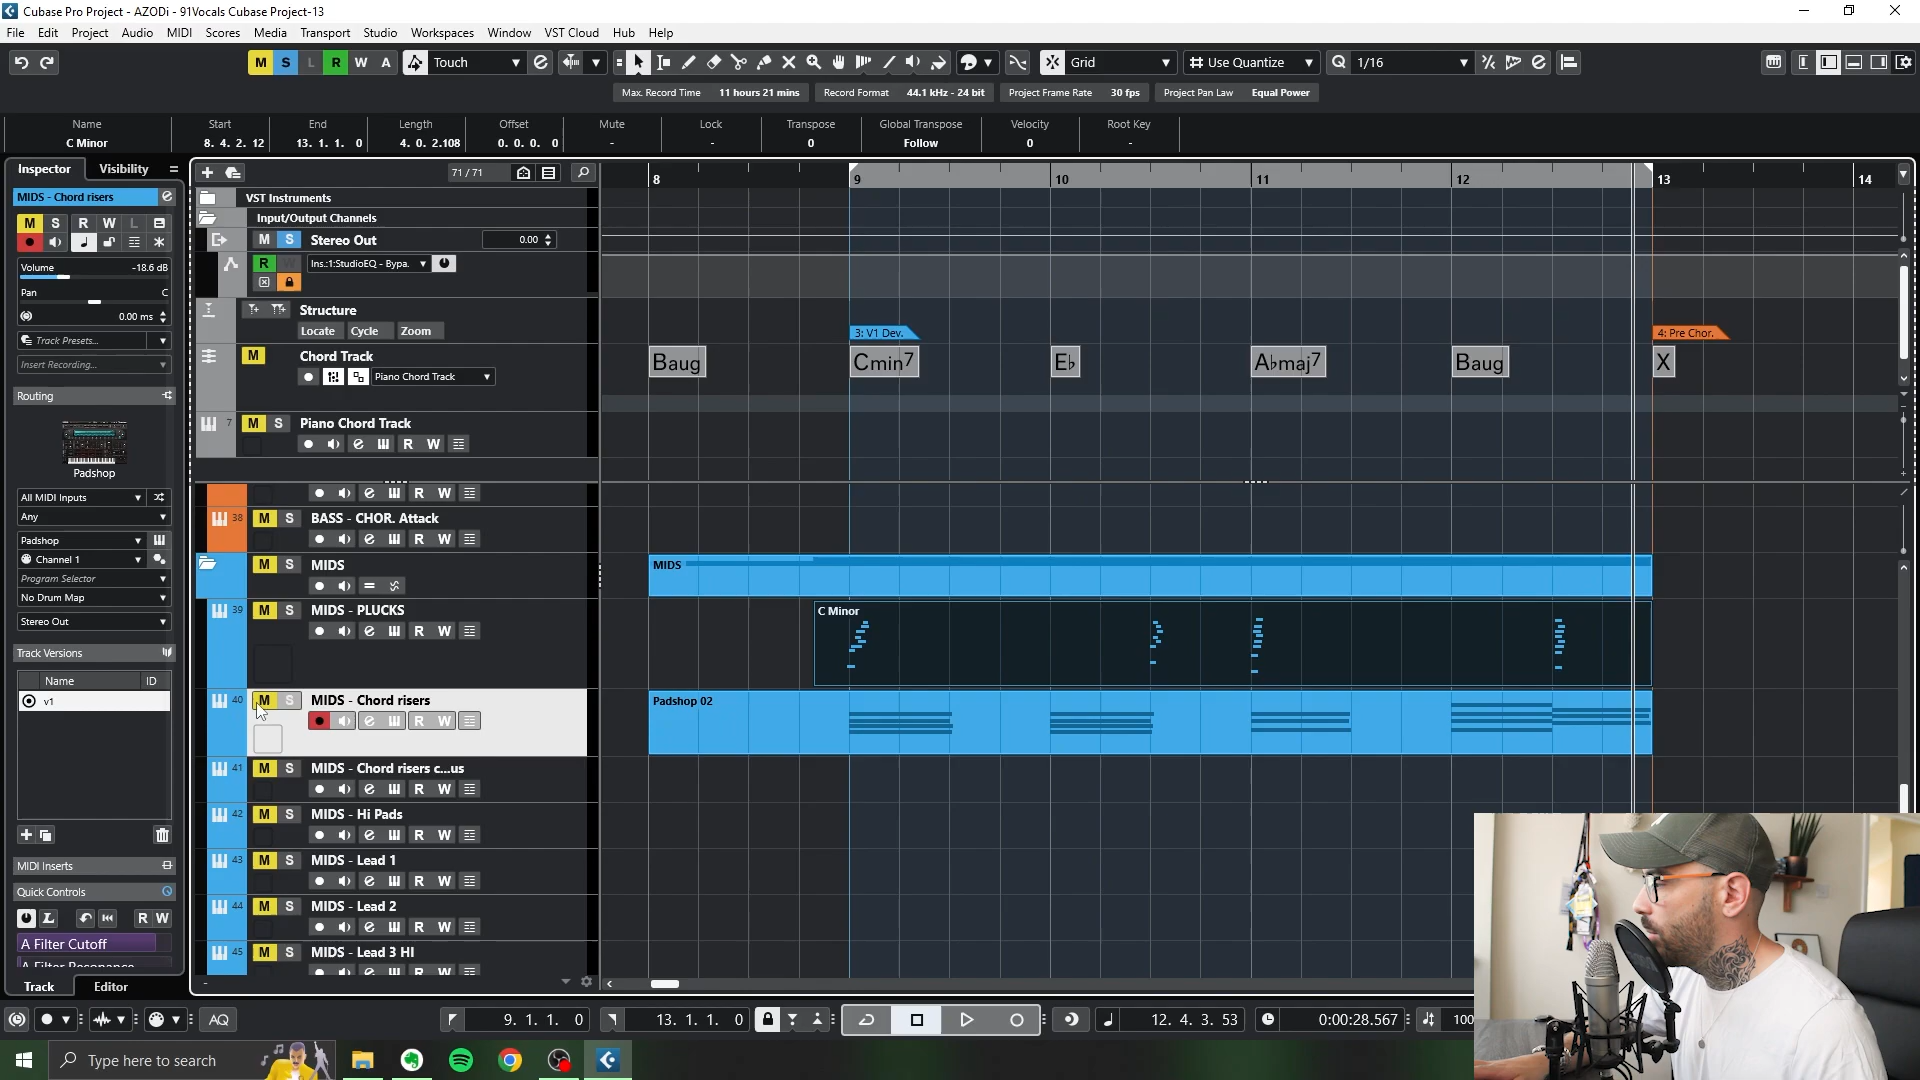 Cubase Pro Project - AZODi - 91Vocals Cubase Project-13
File Edit Project Audio MIDI Scores Media Transport Studio Workspaces Window VST Cloud Hub Help
M S L R W A Touch Grid Use Quantize Q 1/16
Max. Record Time 11 hours 21 mins Record Format 44.1 kHz - 24 bit Project Frame Rate 30 fps Project Pan Law Equal Power
Name Start End Length Offset Mute Lock Transpose Global Transpose Velocity Root Key
C Minor 8. 4. 2. 12 13. 1. 1. 0 4. 0. 2.108 0. 0. 0. 0 - - 0 Follow 0 -
Inspector Visibility
MIDS - Chord risers
M S R W L
Volume -18.6 dB
Pan C
0.00 ms
Track Presets...
Insert Recording...
Routing
Padshop
All MIDI Inputs
Any
Padshop
Channel 1
Program Selector
No Drum Map
Stereo Out
Track Versions
Name ID
v1
MIDI Inserts
Quick Controls
R W
A Filter Cutoff
A Filter Resonance
Track Editor
71 / 71
VST Instruments
Input/Output Channels
M S Stereo Out 0.00
R W Ins.:1:StudioEQ - Bypa.
Structure
Locate Cycle Zoom
M Chord Track
Piano Chord Track
7 M S Piano Chord Track
R W
R W
38 M S BASS - CHOR. Attack
R W
M S MIDS
39 M S MIDS - PLUCKS
R W
40 M S MIDS - Chord risers
R W
41 M S MIDS - Chord risers c...us
R W
42 M S MIDS - Hi Pads
R W
43 M S MIDS - Lead 1
R W
44 M S MIDS - Lead 2
R W
45 M S MIDS - Lead 3 HI
R W
8 9 10 11 12 13 14
3: V1 Dev. 4: Pre Chor.
Baug Cmin7 E♭ A♭maj7 Baug X
MIDS
C Minor
Padshop 02
AQ 9. 1. 1. 0 13. 1. 1. 0 12. 4. 3. 53 0:00:28.567 100
Type here to search